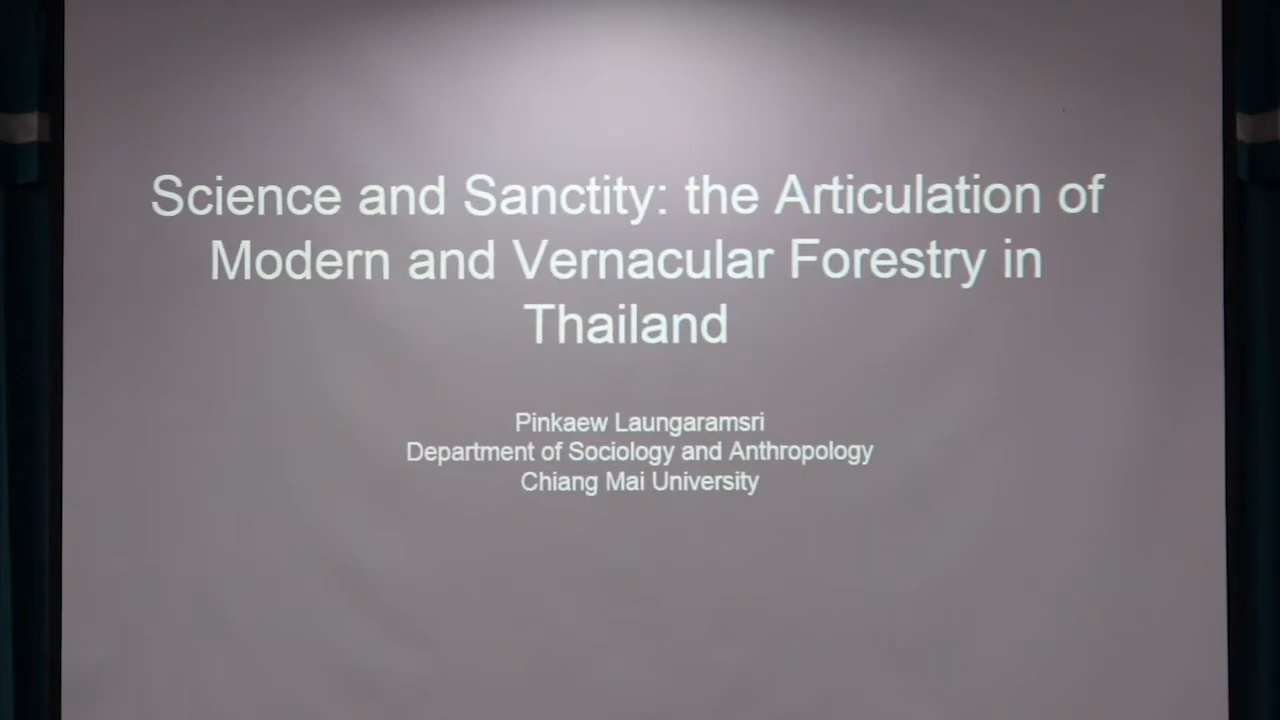 Science and Sanctity: the Articulation of
Modern and Vernacular Forestry in
Thailand
Pinkaew Laungaramsri
Department of Sociology and Anthropology
Chiang Mai University